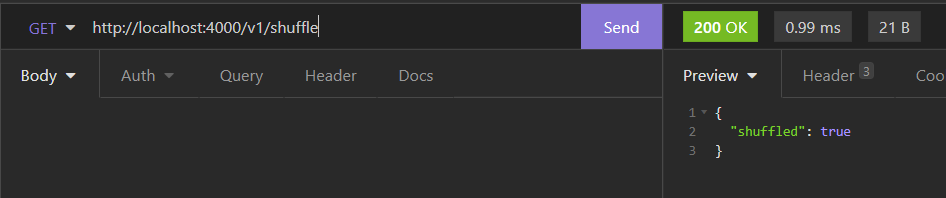 GET http://localhost:4000/v1/shuffle Send 200 OK 0.99 ms 21 B
Body Auth Query Header Docs Preview Header 3 Coo
1 {
2 "shuffled": true
3 }